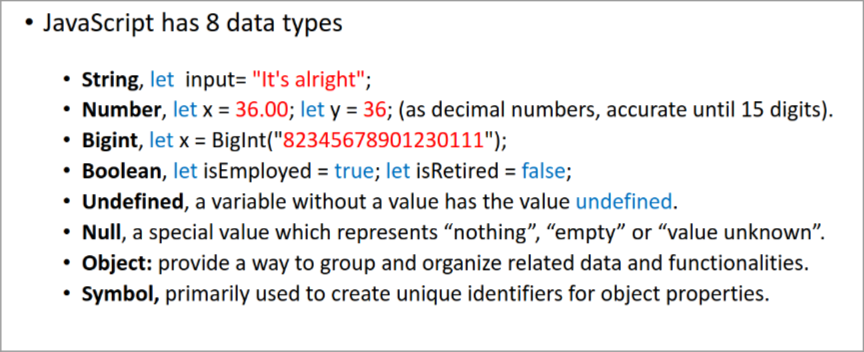 • JavaScript has 8 data types
• String, let input= "It's alright";
• Number, let x = 36.00; let y = 36; (as decimal numbers, accurate until 15 digits).
• Bigint, let x = BigInt("82345678901230111");
• Boolean, let isEmployed = true; let isRetired = false;
• Undefined, a variable without a value has the value undefined.
• Null, a special value which represents “nothing”, “empty” or “value unknown”.
• Object: provide a way to group and organize related data and functionalities.
• Symbol, primarily used to create unique identifiers for object properties.